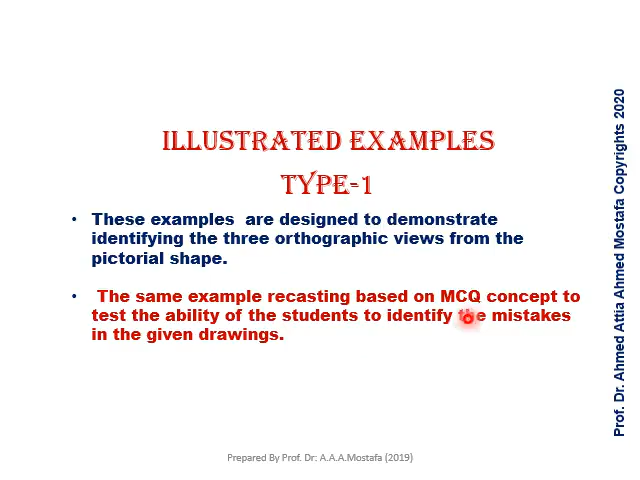 ILLUSTRATED EXAMPLES
TYPE-1
• These examples are designed to demonstrate
identifying the three orthographic views from the
pictorial shape.
• The same example recasting based on MCQ concept to
test the ability of the students to identify the mistakes
in the given drawings.
Prepared By Prof. Dr: A.A.A.Mostafa (2019)
Prof. Dr. Ahmed Attia Ahmed Mostafa Copyrights 2020